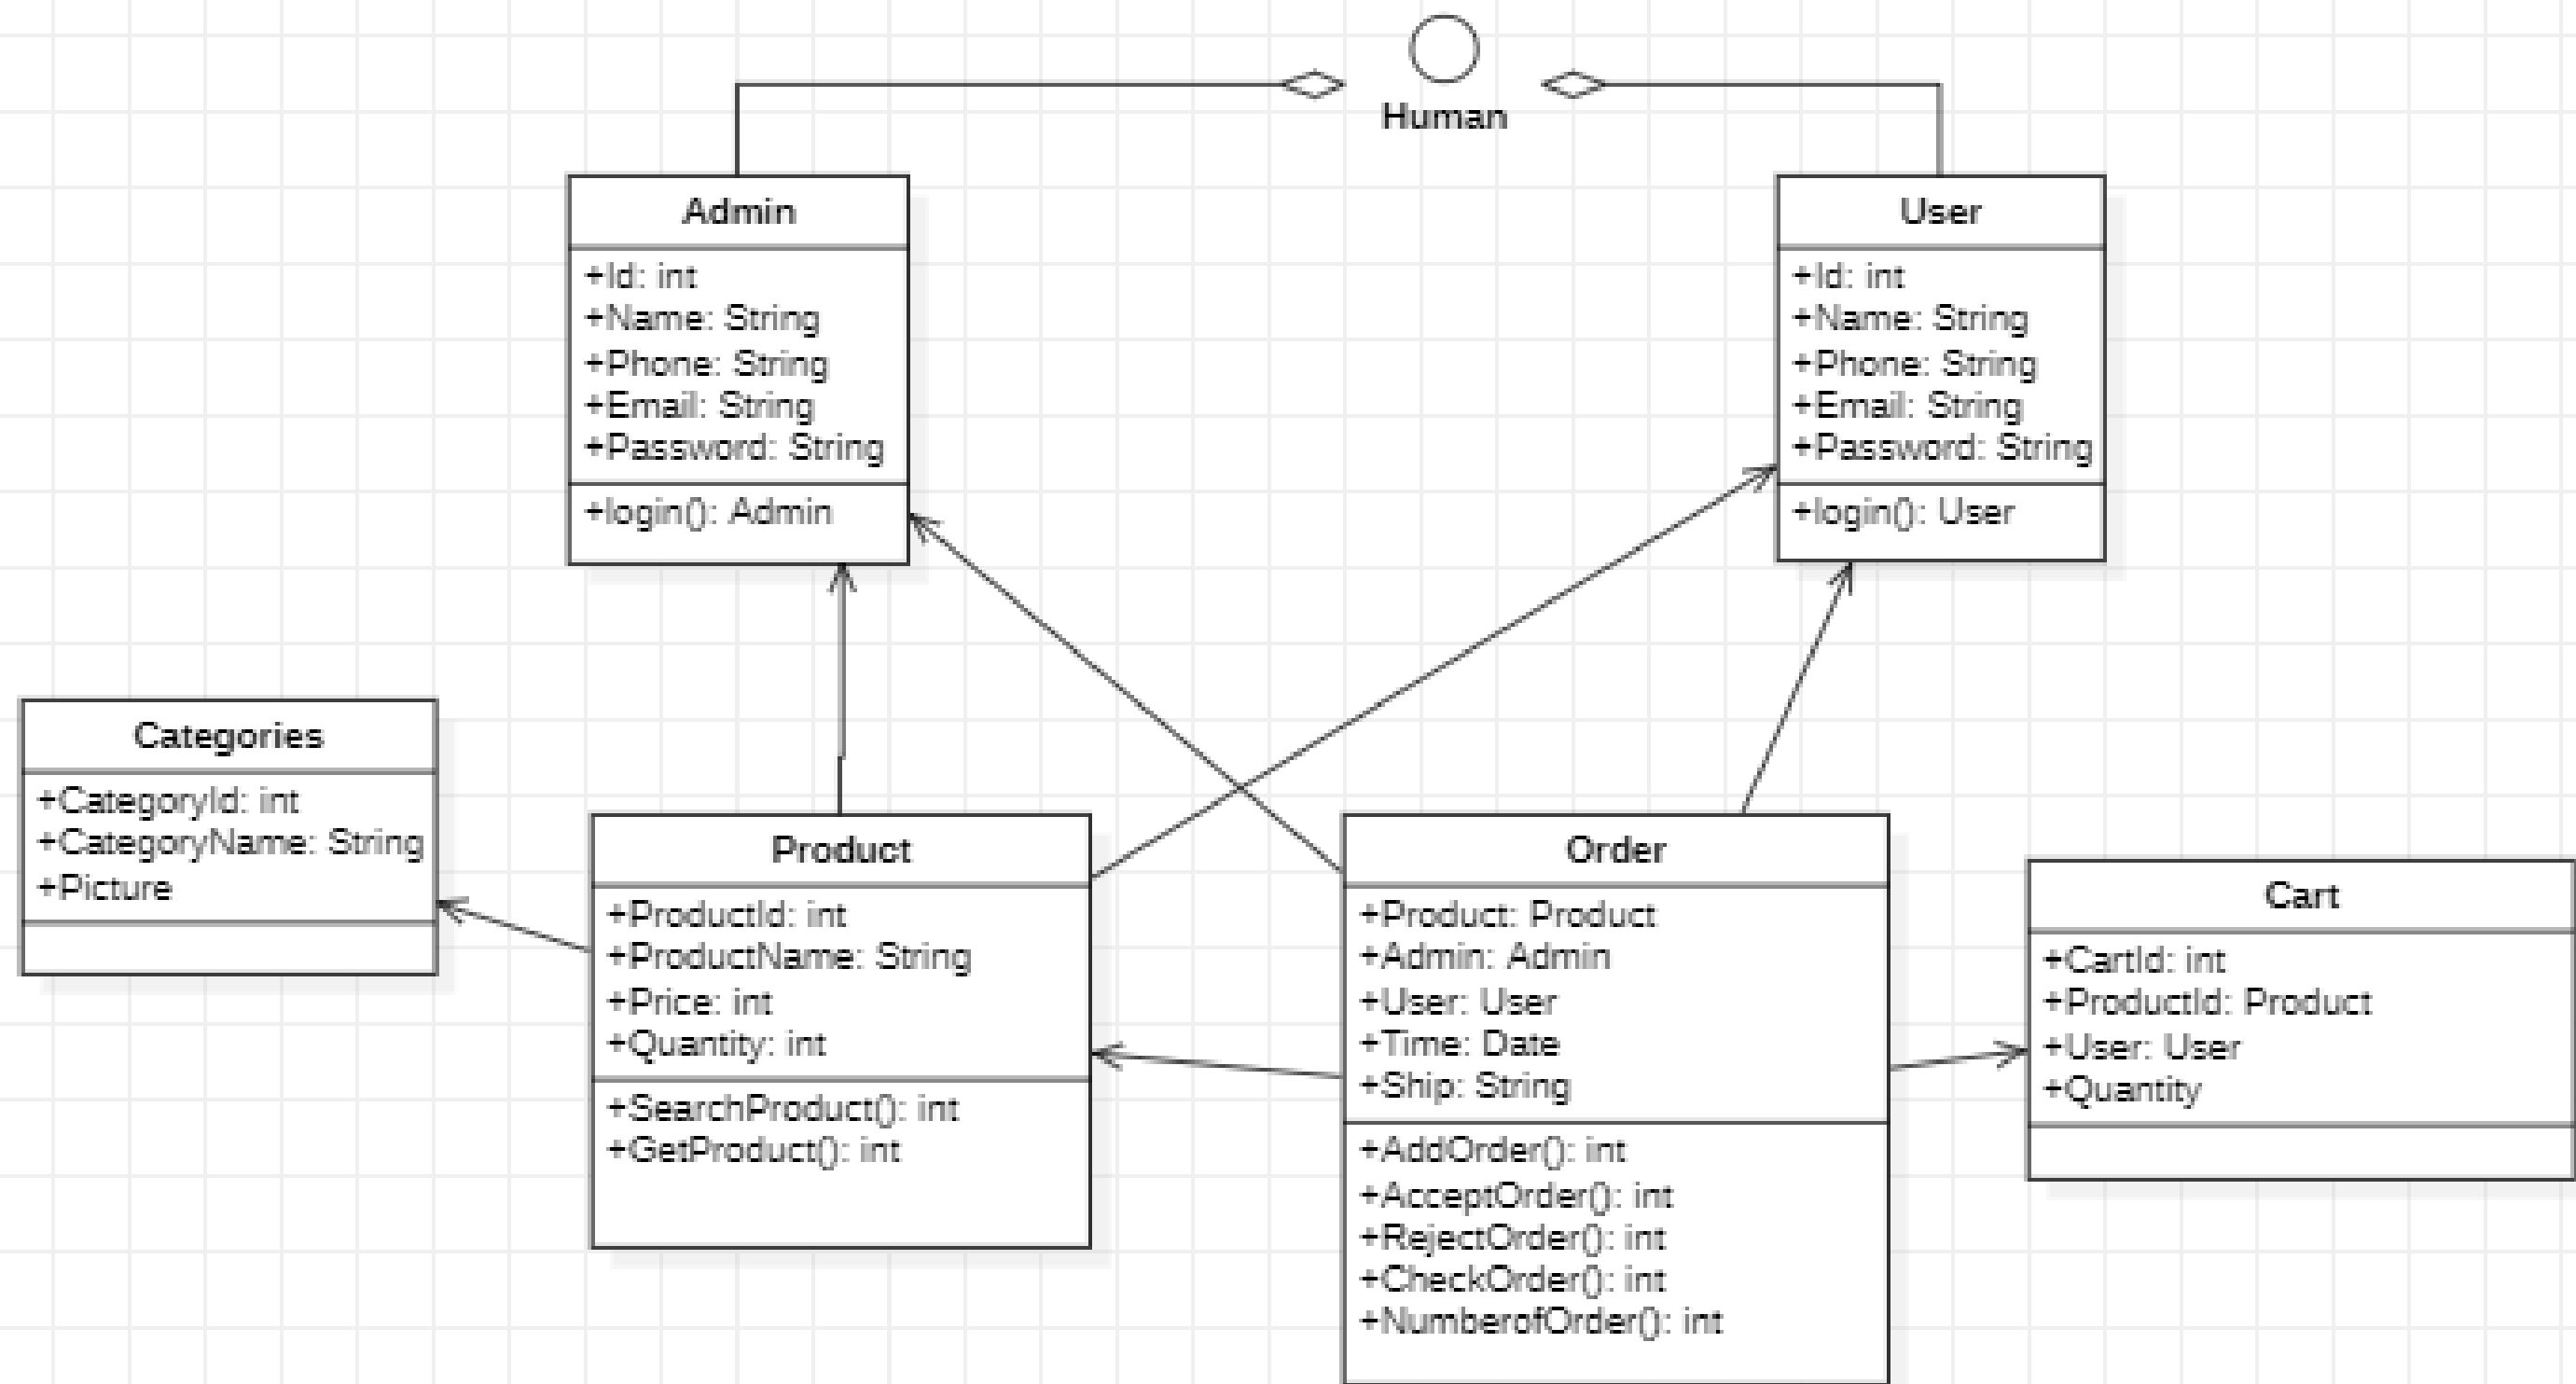 Human
Admin
+Id: int
+Name: String
+Phone: String
+Email: String
+Password: String
+login(): Admin
User
+Id: int
+Name: String
+Phone: String
+Email: String
+Password: String
+login(): User
Categories
+CategoryId: int
+CategoryName: String
+Picture
Product
+ProductId: int
+ProductName: String
+Price: int
+Quantity: int
+SearchProduct(): int
+GetProduct(): int
Order
+Product: Product
+Admin: Admin
+User: User
+Time: Date
+Ship: String
+AddOrder(): int
+AcceptOrder(): int
+RejectOrder(): int
+CheckOrder(): int
+NumberofOrder(): int
Cart
+CartId: int
+ProductId: Product
+User: User
+Quantity